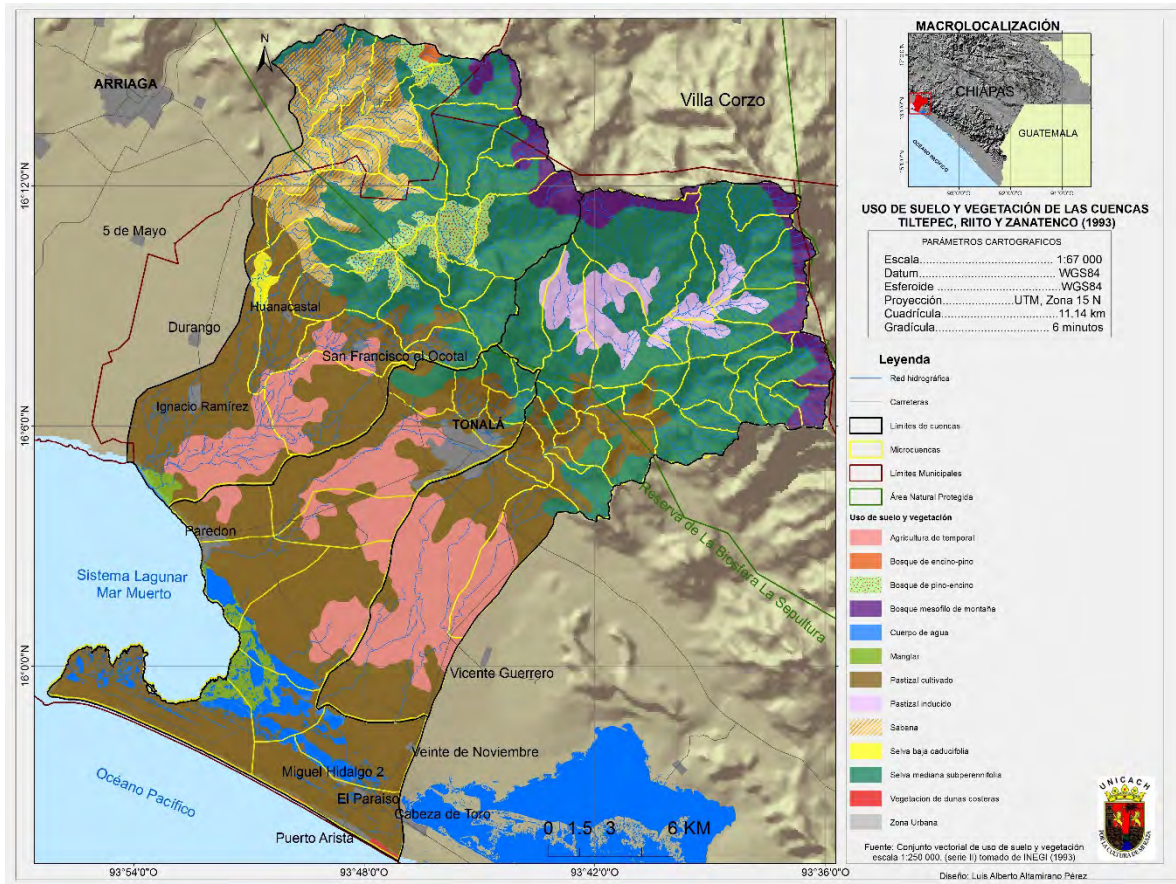 ARRIAGA
N
Villa Corzo
16°12'0"N
5 de Mayo
Huanacastal
Durango
San Francisco el Ocotal
Ignacio Ramírez
16°6'0"N
TONALÁ
Paredon
Reserva de La Biosfera La Sepultura
Sistema Lagunar
Mar Muerto
16°0'0"N
Vicente Guerrero
Veinte de Noviembre
Miguel Hidalgo 2
Océano Pacífico
El Paraiso
Cabeza de Toro
0 1.5 3 6 KM
Puerto Arista
93°54'0"O
93°48'0"O
93°42'0"O
93°36'0"O
MACROLOCALIZACIÓN
CHIAPAS
GUATEMALA
OCÉANO PACÍFICO
USO DE SUELO Y VEGETACIÓN DE LAS CUENCAS
TILTEPEC, RIITO Y ZANATENCO (1993)
PARÁMETROS CARTOGRAFICOS
Escala................................ 1:67 000
Datum................................WGS84
Esferoide............................WGS84
Proyección............UTM, Zona 15 N
Cuadrícula.......................11.14 km
Gradícula.........................6 minutos
Leyenda
Red hidrográfica
Carreteras
Límites de cuencas
Microcuencas
Límites Municipales
Área Natural Protegida
Uso de suelo y vegetación
Agricultura de temporal
Bosque de encino-pino
Bosque de pino-encino
Bosque mesofilo de montaña
Cuerpo de agua
Manglar
Pastizal cultivado
Pastizal inducido
Sabana
Selva baja caducifolia
Selva mediana subperennifolia
Vegetación de dunas costeras
Zona Urbana
UNICACH
POR LA CULTURA DE MI RAZA
Fuente: Conjunto vectorial de uso de suelo y vegetación
escala 1:250 000, (serie II) tomado de INEGI (1993)
Diseño: Luis Alberto Altamirano Pérez